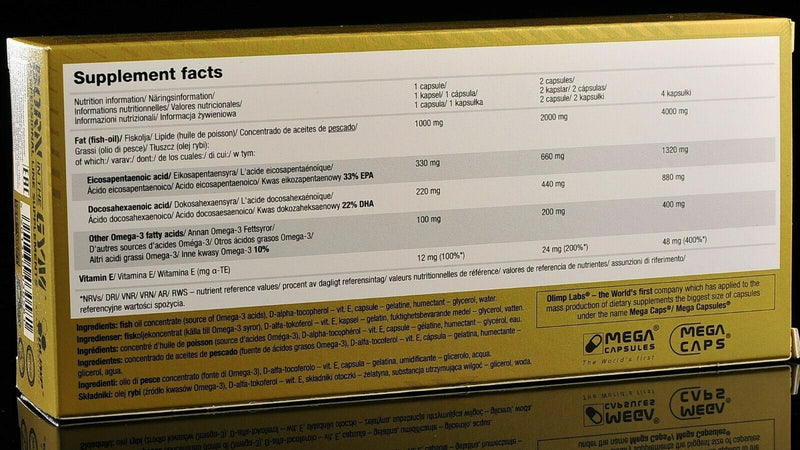 Supplement facts
Nutrition information/ Näringsinformation/
Informations nutritionnelles/ Valores nutricionales/
Informazioni nutrizionali/ Informacja żywieniowa
1 capsule/
1 kapsel/ 1 cápsula/
1 capsula/ 1 kapsułka
2 capsules/
2 kapslar/ 2 cápsulas/
2 capsule/ 2 kapsułki
4 kapsułki
Fat (fish-oil)/ Fiskolja/ Lipide (huile de poisson)/ Concentrado de aceites de pescado/
Grassi (olio di pesce)/ Tłuszcz (olej rybi):
of which:/ varav:/ dont:/ de los cuales:/ di cui:/ w tym:
1000 mg
2000 mg
4000 mg
Eicosapentaenoic acid/ Eikosapentaensyra/ L'acide eicosapentaénoïque/
Ácido eicosapentaenoico/ Acido eicosapentaenoico/ Kwas eikozapentaenowy 33% EPA
330 mg
660 mg
1320 mg
Docosahexaenoic acid/ Dokosahexaensyra/ L'acide docosahexaénoïque/
Ácido docosahexaenoico/ Acido docosaesaenoico/ Kwas dokozaheksaenowy 22% DHA
220 mg
440 mg
880 mg
Other Omega-3 fatty acids/ Annan Omega-3 Fettsyror/
D'autres sources d'acides Oméga-3/ Otros ácidos grasos Omega-3/
Altri acidi grassi Omega-3/ Inne kwasy Omega-3 10%
100 mg
200 mg
400 mg
Vitamin E/ Vitamina E/ Witamina E (mg α-TE)
12 mg (100%*)
24 mg (200%*)
48 mg (400%*)
*NRVs/ DRI/ VNR/ VRN/ AR/ RWS – nutrient reference values/ procent av dagligt referensintag/ valeurs nutritionnelles de référence/ valores de referencia de nutrientes/ assunzioni di riferimento/
referencyjne wartości spożycia.
Ingredients: fish oil concentrate (source of Omega-3 acids), D-alpha-tocopherol – vit. E, capsule – gelatine, humectant – glycerol, water.
Ingredienser: fiskoljekoncentrat (källa till Omega-3 syror), D-alfa-tokoferol – vit. E, kapsel – gelatin, fuktighetsbevarande medel – glycerol, vatten.
Ingrédients: concentré d'huile de poisson (source d'acides Oméga-3), D-alpha-tocophérol – vit. E, capsule – gélatine, humectant – glycerol, eau.
Ingredientes: concentrado de aceites de pescado (fuente de ácidos grasos Omega-3), D-alfa-tocoferol – vit. E, cápsula – gelatina, humectante –
glicerol, agua.
Ingredienti: olio di pesce concentrato (fonte di Omega-3), D-alfa-tocoferolo – vit. E, capsula – gelatina, umidificante – glicerolo, acqua.
Składniki: olej rybi (źródło kwasów Omega-3), D-alfa-tokoferol – vit. E, składniki otoczki – żelatyna, substancja utrzymująca wilgoć – glicerol, woda.
Olimp Labs® – the World's first company which has applied to the
mass production of dietary supplements the biggest size of capsules
under the name Mega Caps®/ Mega Capsules®
MEGA®
CAPSULES
The World's first
MEGA
CAPS®
BORN
IN THE
GYM
EAC